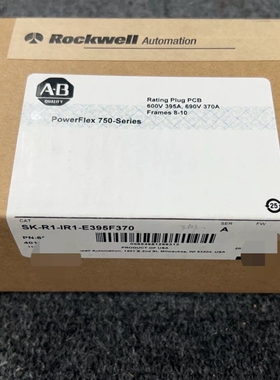 Rockwell Automation
A-B
QUALITY
Rating Plug PCB
600V 395A, 690V 370A
Frames 8-10
PowerFlex 750-Series
CAT
SER
FW
SK-R1-IR1-E395F370
A
PRODUCT OF USA
25